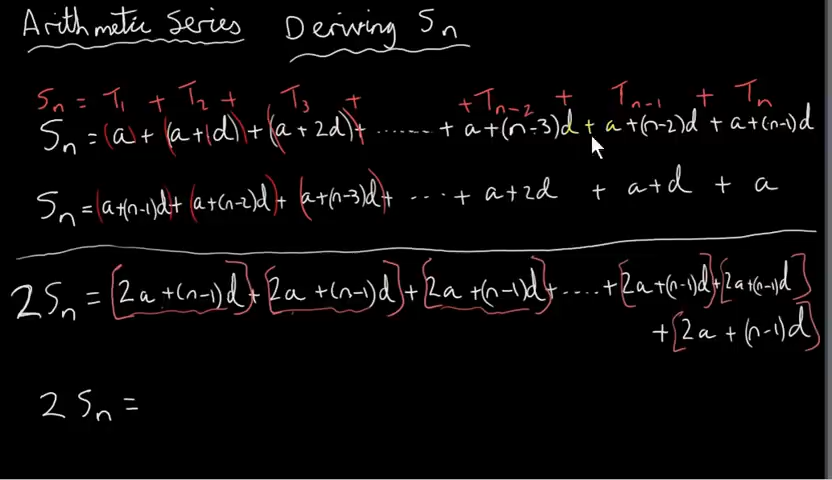 Arithmetic Series Deriving Sₙ
Sₙ = T₁ + T₂ + T₃ + +Tₙ₋₂ + Tₙ₋₁ + Tₙ
Sₙ = (a) + (a+1d) + (a+2d) + ....... + a+(n-3)d + a+(n-2)d + a+(n-1)d
Sₙ = (a+(n-1)d) + (a+(n-2)d) + (a+(n-3)d) + ... + a+2d + a+d + a
2Sₙ = [2a+(n-1)d] + [2a+(n-1)d] + [2a+(n-1)d] + ..... + [2a+(n-1)d] + [2a+(n-1)d]
+ [2a+(n-1)d]
2Sₙ =